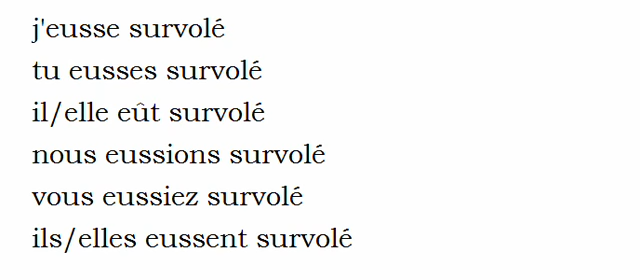 j'eusse survolé
tu eusses survolé
il/elle eût survolé
nous eussions survolé
vous eussiez survolé
ils/elles eussent survolé